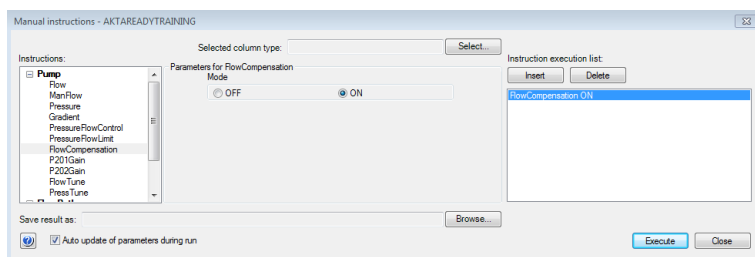 Manual instructions - AKTAREADYTRAINING
Selected column type:
Select...
Instructions:
Pump
Flow
ManFlow
Pressure
Gradient
PressureFlowControl
PressureFlowLimit
FlowCompensation
P201Gain
P202Gain
FlowTune
PressTune
Parameters for FlowCompensation
Mode
OFF ON
Instruction execution list:
Insert Delete
FlowCompensation ON
Save result as:
Browse...
Auto update of parameters during run
Execute Close